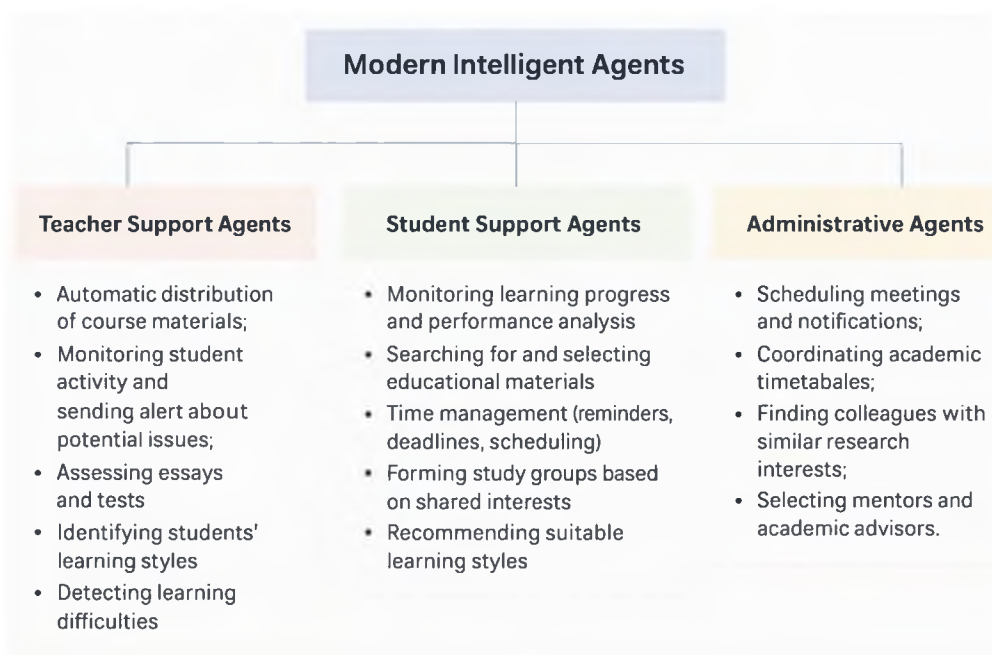 Modern Intelligent Agents
Teacher Support Agents
• Automatic distribution
of course materials;
• Monitoring student
activity and
sending alert about
potential issues;
• Assessing essays
and tests
• Identifying students'
learning styles
• Detecting learning
difficulties
Student Support Agents
• Monitoring learning progress
and performance analysis
• Searching for and selecting
educational materials
• Time management (reminders,
deadlines, scheduling)
• Forming study groups based
on shared interests
• Recommending suitable
learning styles
Administrative Agents
• Scheduling meetings
and notifications;
• Coordinating academic
timetabales;
• Finding colleagues with
similar research
interests;
• Selecting mentors and
academic advisors.